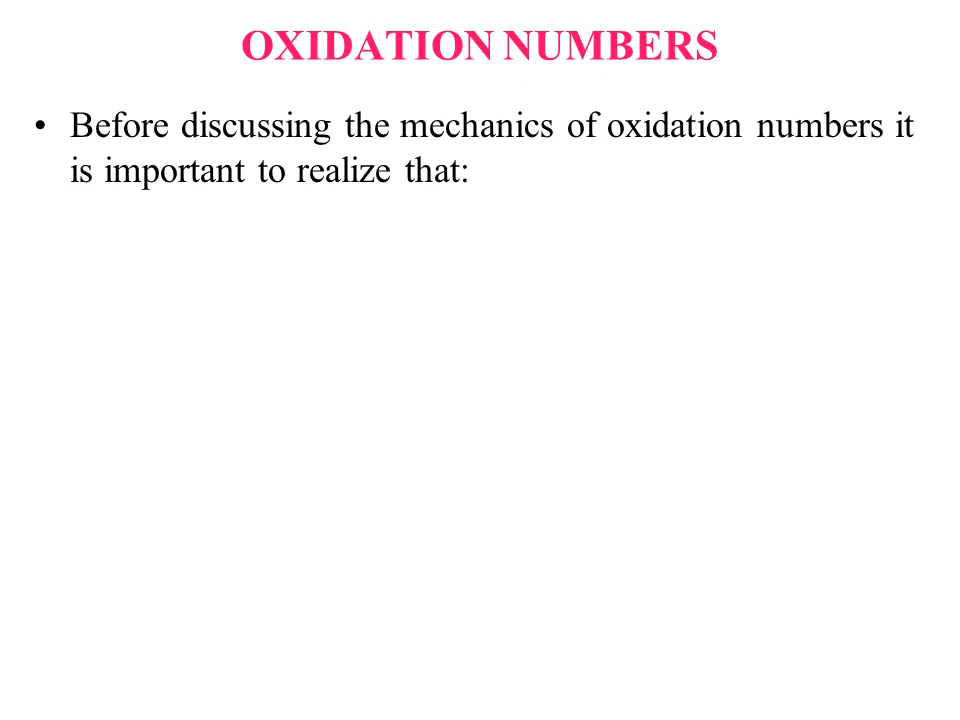 OXIDATION NUMBERS
• Before discussing the mechanics of oxidation numbers it
is important to realize that: